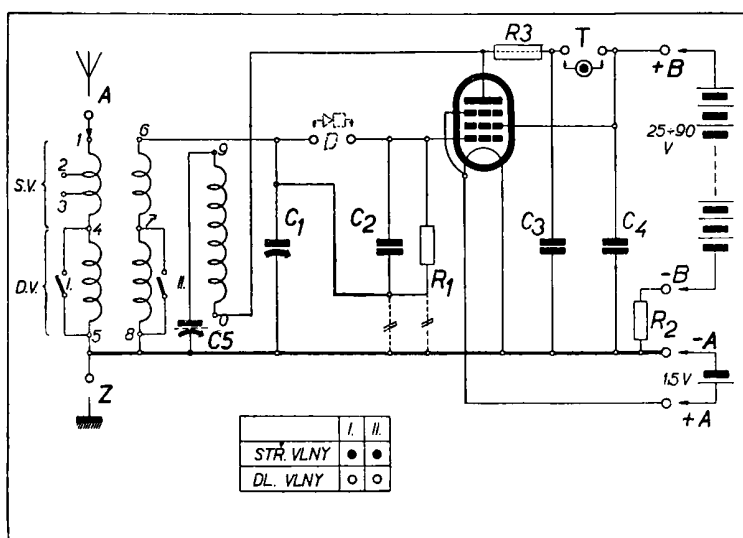 R3
T
+B
A
1
6
9
D
25÷90
V
S.V.
2
3
C1
C2
C3
C4
4
7
R1
D.V.
I.
II.
-B
R2
5
8
0
C5
-A
Z
1.5 V
+A
I. II.
STŘ. VLNY
DL. VLNY